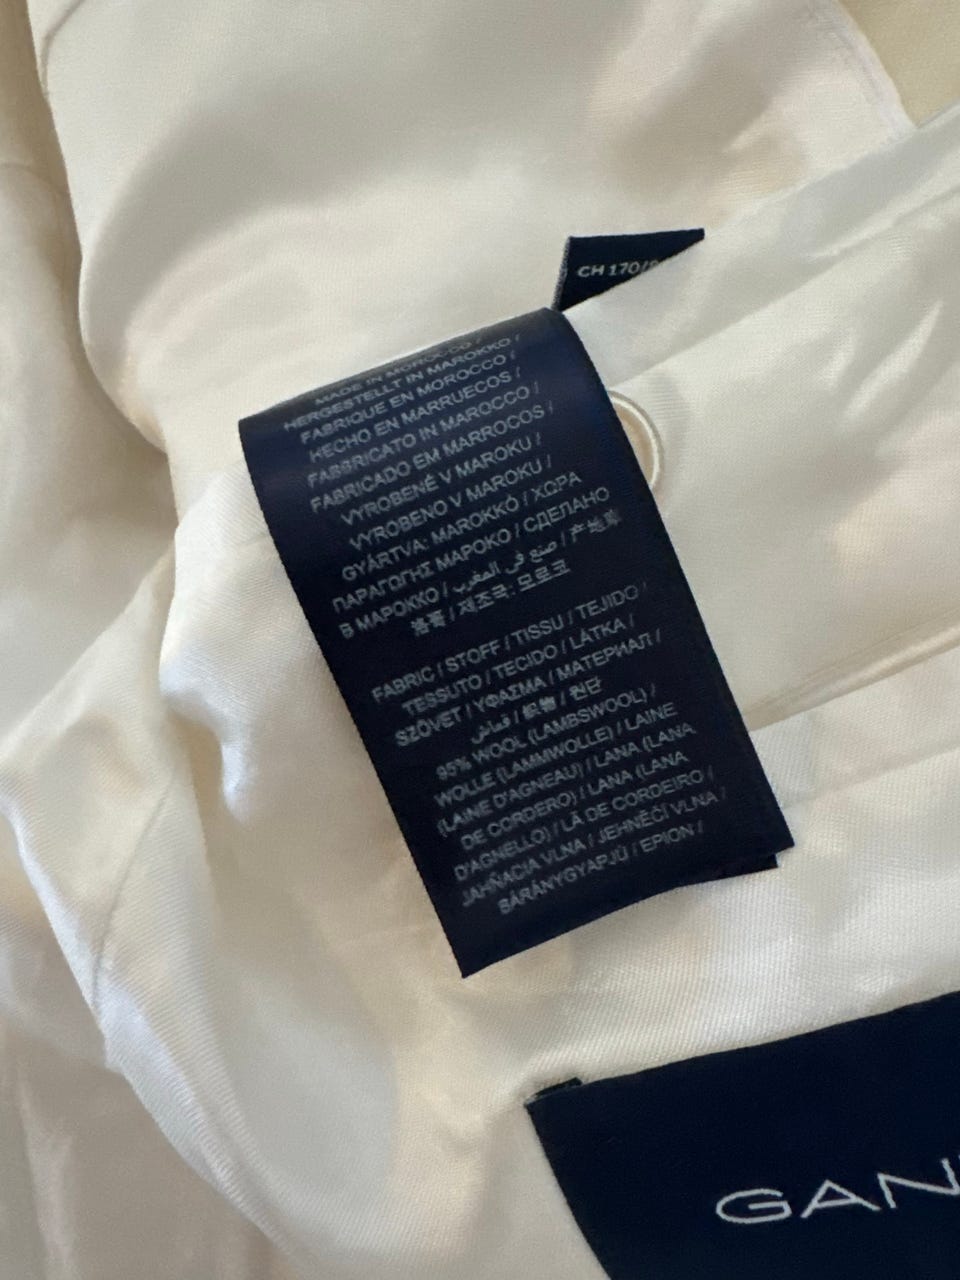 CH 170/
MADE IN MOROCCO /
HERGESTELLT IN MAROKKO /
FABRIQUE EN MOROCCO /
HECHO EN MARRUECOS /
FABBRICATO IN MAROCCO /
FABRICADO EM MARROCOS /
VYROBENÉ V MAROKU /
VYROBENO V MAROKU /
GYÁRTVA: MAROKKÓ / ΧΩΡΑ
ΠΑΡΑΓΩΓΗΣ ΜΑΡΟΚΟ / СДЕЛАНО
В МАРОККО / صنع في المغرب / 产地摩
洛哥 / 제조국: 모로코
FABRIC / STOFF / TISSU / TEJIDO /
TESSUTO / TECIDO / LÁTKA /
SZÖVET / ΥΦΑΣΜΑ / МАТЕРИАЛ /
قماش / 织物 / 원단
95% WOOL (LAMBSWOOL) /
WOLLE (LAMMWOLLE) / LAINE
(LAINE D'AGNEAU) / LANA (LANA
DE CORDERO) / LANA (LANA
D'AGNELLO) / LÃ DE CORDEIRO /
JAHŇACIA VLNA / JEHNĚČÍ VLNA /
BÁRÁNYGYAPJÚ / ΕΡΙΟΝ /
GAN